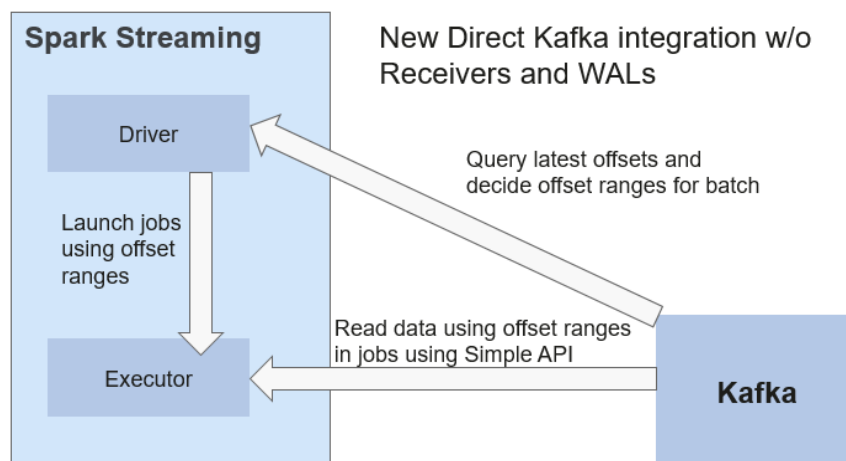 Spark Streaming
New Direct Kafka integration w/o
Receivers and WALs
Driver
Query latest offsets and
decide offset ranges for batch
Launch jobs
using offset
ranges
Read data using offset ranges
in jobs using Simple API
Executor
Kafka